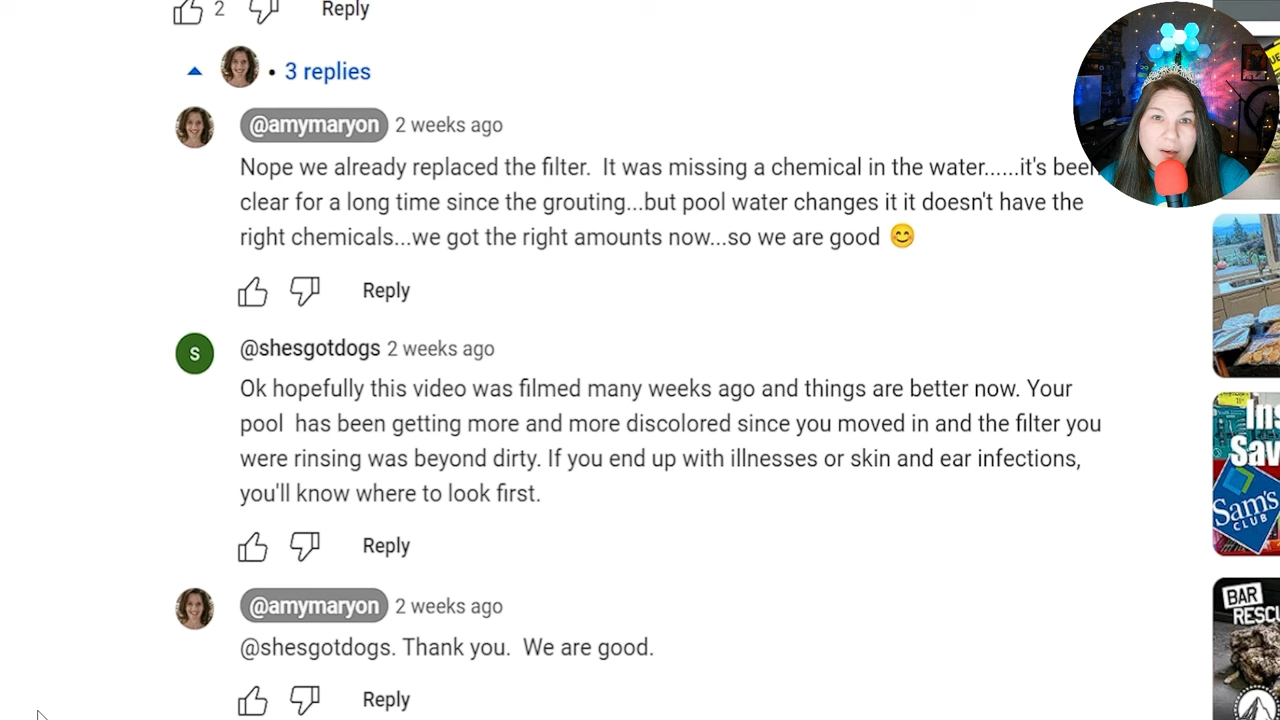 2
Reply
• 3 replies
@amymaryon 2 weeks ago
Nope we already replaced the filter. It was missing a chemical in the water......it's been
clear for a long time since the grouting...but pool water changes it it doesn't have the
right chemicals...we got the right amounts now...so we are good 😊
Reply
S
@shesgotdogs 2 weeks ago
Ok hopefully this video was filmed many weeks ago and things are better now. Your
pool has been getting more and more discolored since you moved in and the filter you
were rinsing was beyond dirty. If you end up with illnesses or skin and ear infections,
you'll know where to look first.
Reply
@amymaryon 2 weeks ago
@shesgotdogs. Thank you. We are good.
Reply
Sam's
CLUB
BAR